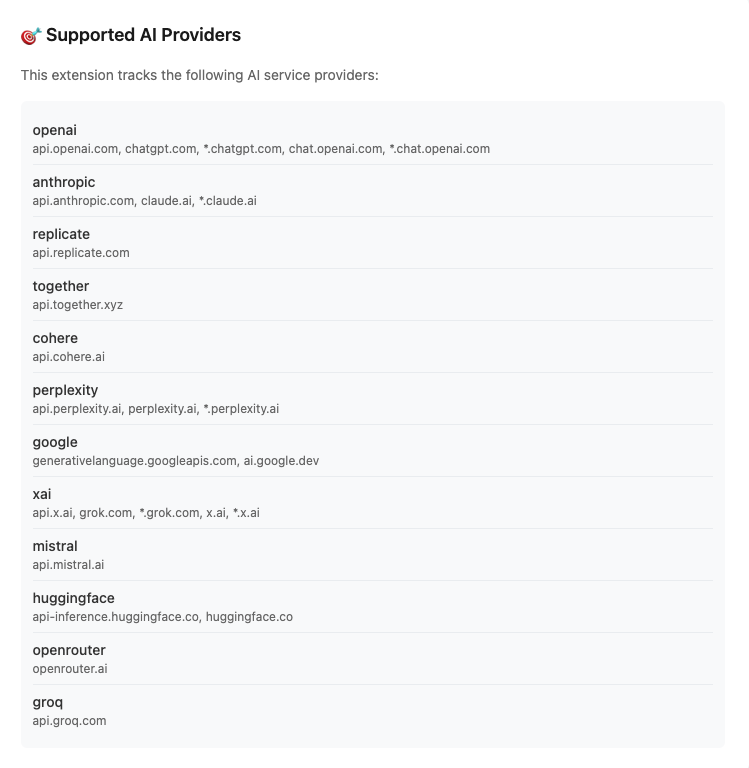 🎯 Supported AI Providers
This extension tracks the following AI service providers:
openai
api.openai.com, chatgpt.com, *.chatgpt.com, chat.openai.com, *.chat.openai.com
anthropic
api.anthropic.com, claude.ai, *.claude.ai
replicate
api.replicate.com
together
api.together.xyz
cohere
api.cohere.ai
perplexity
api.perplexity.ai, perplexity.ai, *.perplexity.ai
google
generativelanguage.googleapis.com, ai.google.dev
xai
api.x.ai, grok.com, *.grok.com, x.ai, *.x.ai
mistral
api.mistral.ai
huggingface
api-inference.huggingface.co, huggingface.co
openrouter
openrouter.ai
groq
api.groq.com